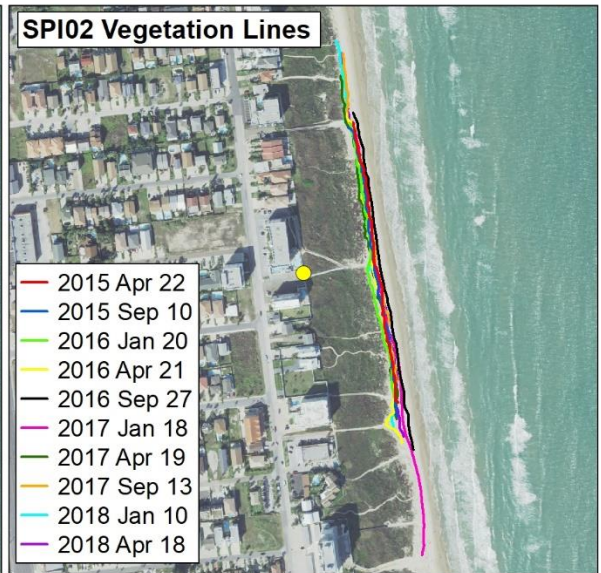 SPI02 Vegetation Lines
2015 Apr 22
2015 Sep 10
2016 Jan 20
2016 Apr 21
2016 Sep 27
2017 Jan 18
2017 Apr 19
2017 Sep 13
2018 Jan 10
2018 Apr 18